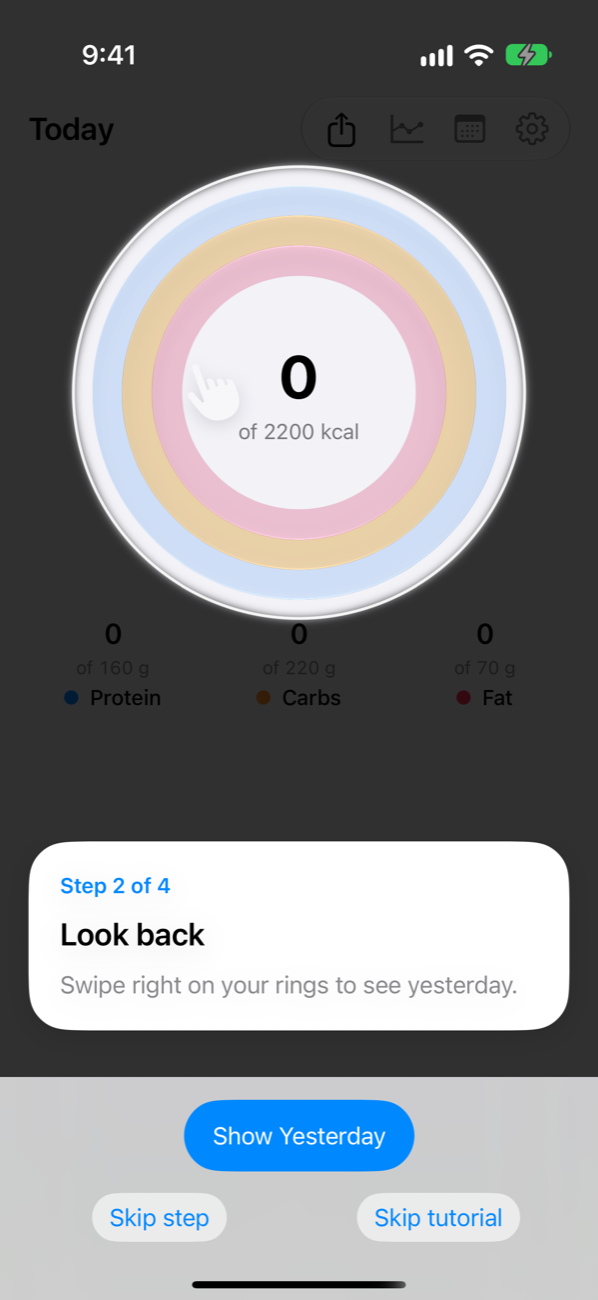 9:41
Today
0
of 2200 kcal
0 0 0
of 160 g of 220 g of 70 g
Protein Carbs Fat
Step 2 of 4
Look back
Swipe right on your rings to see yesterday.
Show Yesterday
Skip step Skip tutorial